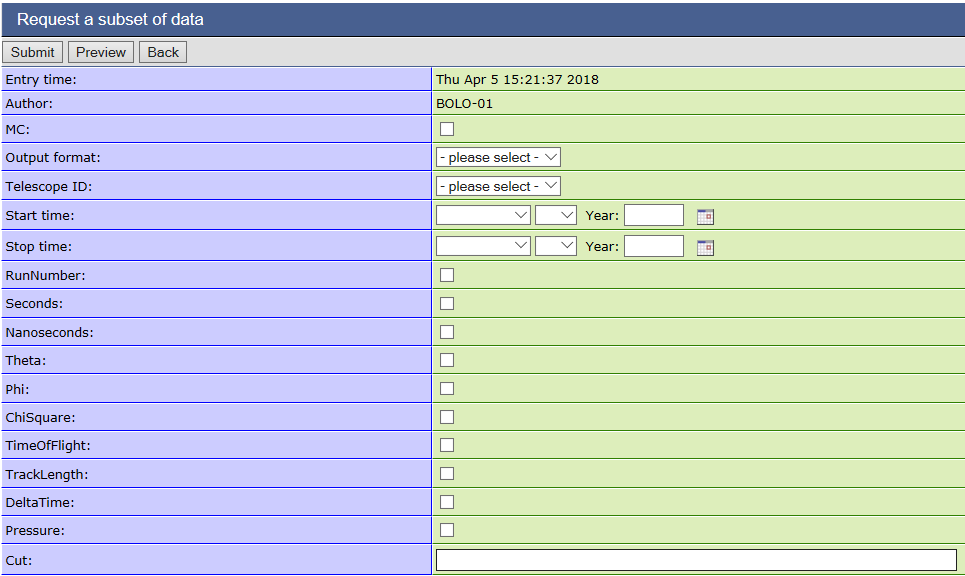 Request a subset of data
Submit Preview Back
Entry time: Thu Apr 5 15:21:37 2018
Author: BOLO-01
MC:
Output format: - please select -
Telescope ID: - please select -
Start time: Year:
Stop time: Year:
RunNumber:
Seconds:
Nanoseconds:
Theta:
Phi:
ChiSquare:
TimeOfFlight:
TrackLength:
DeltaTime:
Pressure:
Cut: